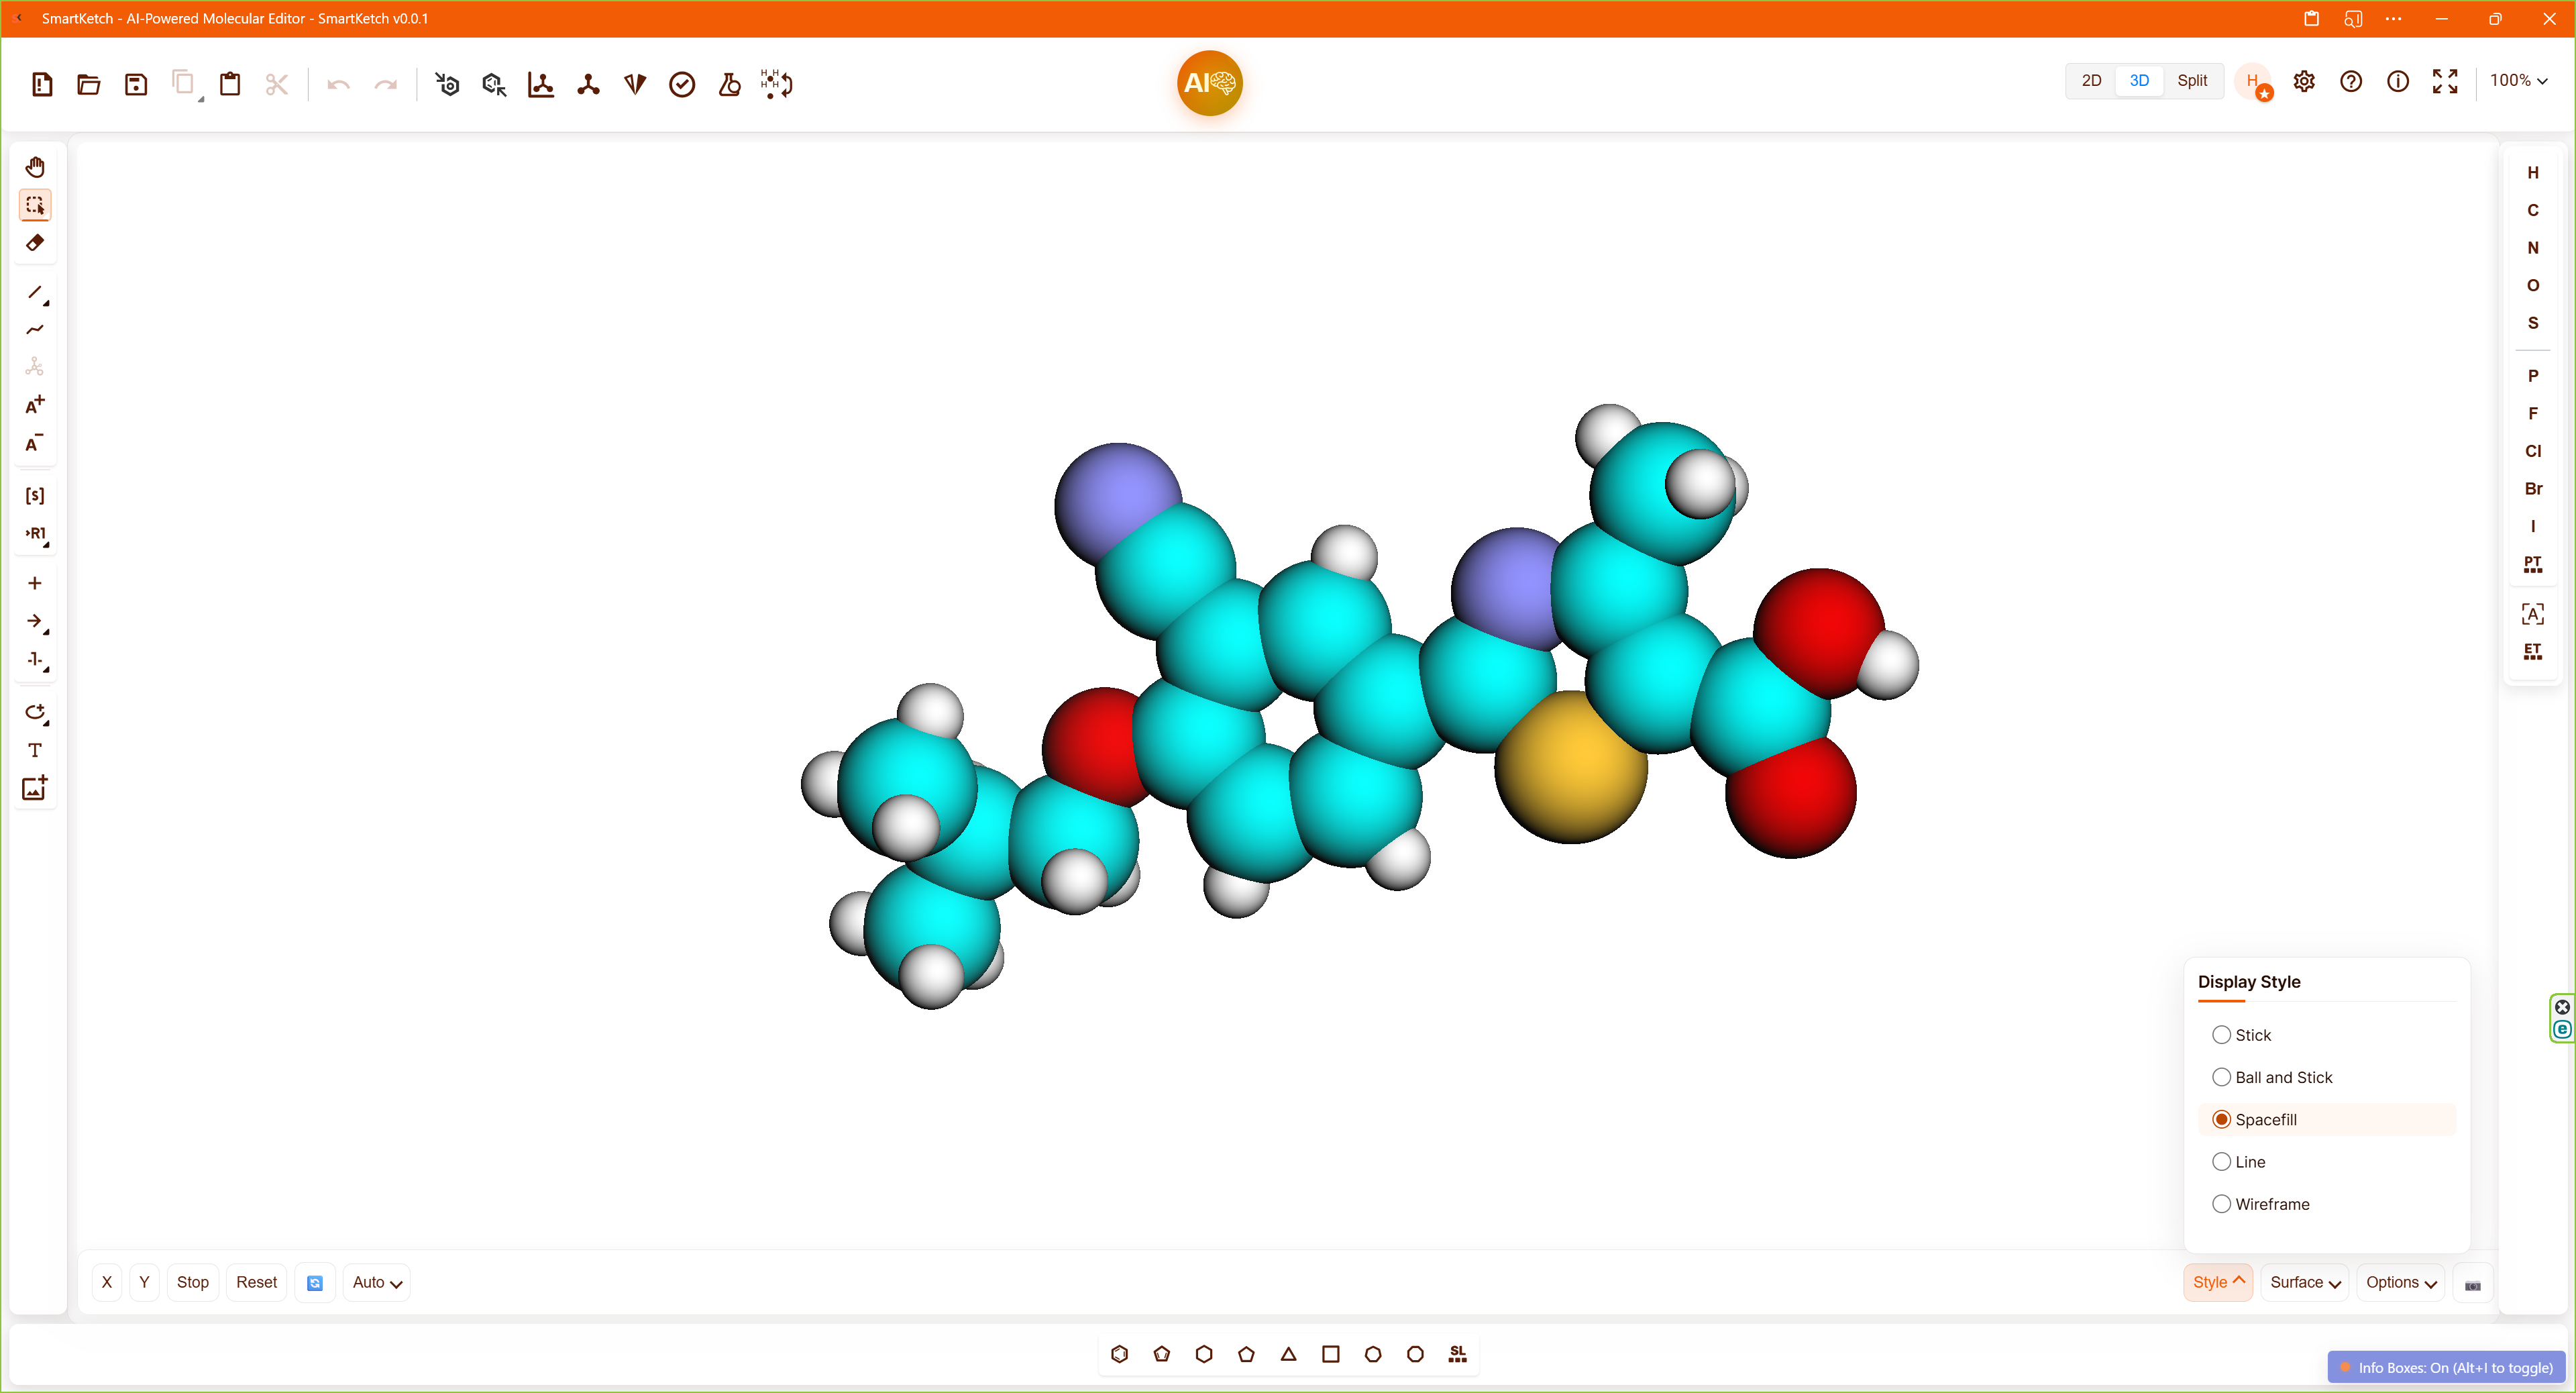 SmartKetch - AI-Powered Molecular Editor - SmartKetch v0.0.1
AI
2D 3D Split H 100%
H H
H H
A+
A−
[s]
›R1
-1-
T
H
C
N
O
S
P
F
Cl
Br
I
PT
[A]
ET
e
Display Style
Stick
Ball and Stick
Spacefill
Line
Wireframe
X Y Stop Reset Auto Style Surface Options
SL
Info Boxes: On (Alt+I to toggle)